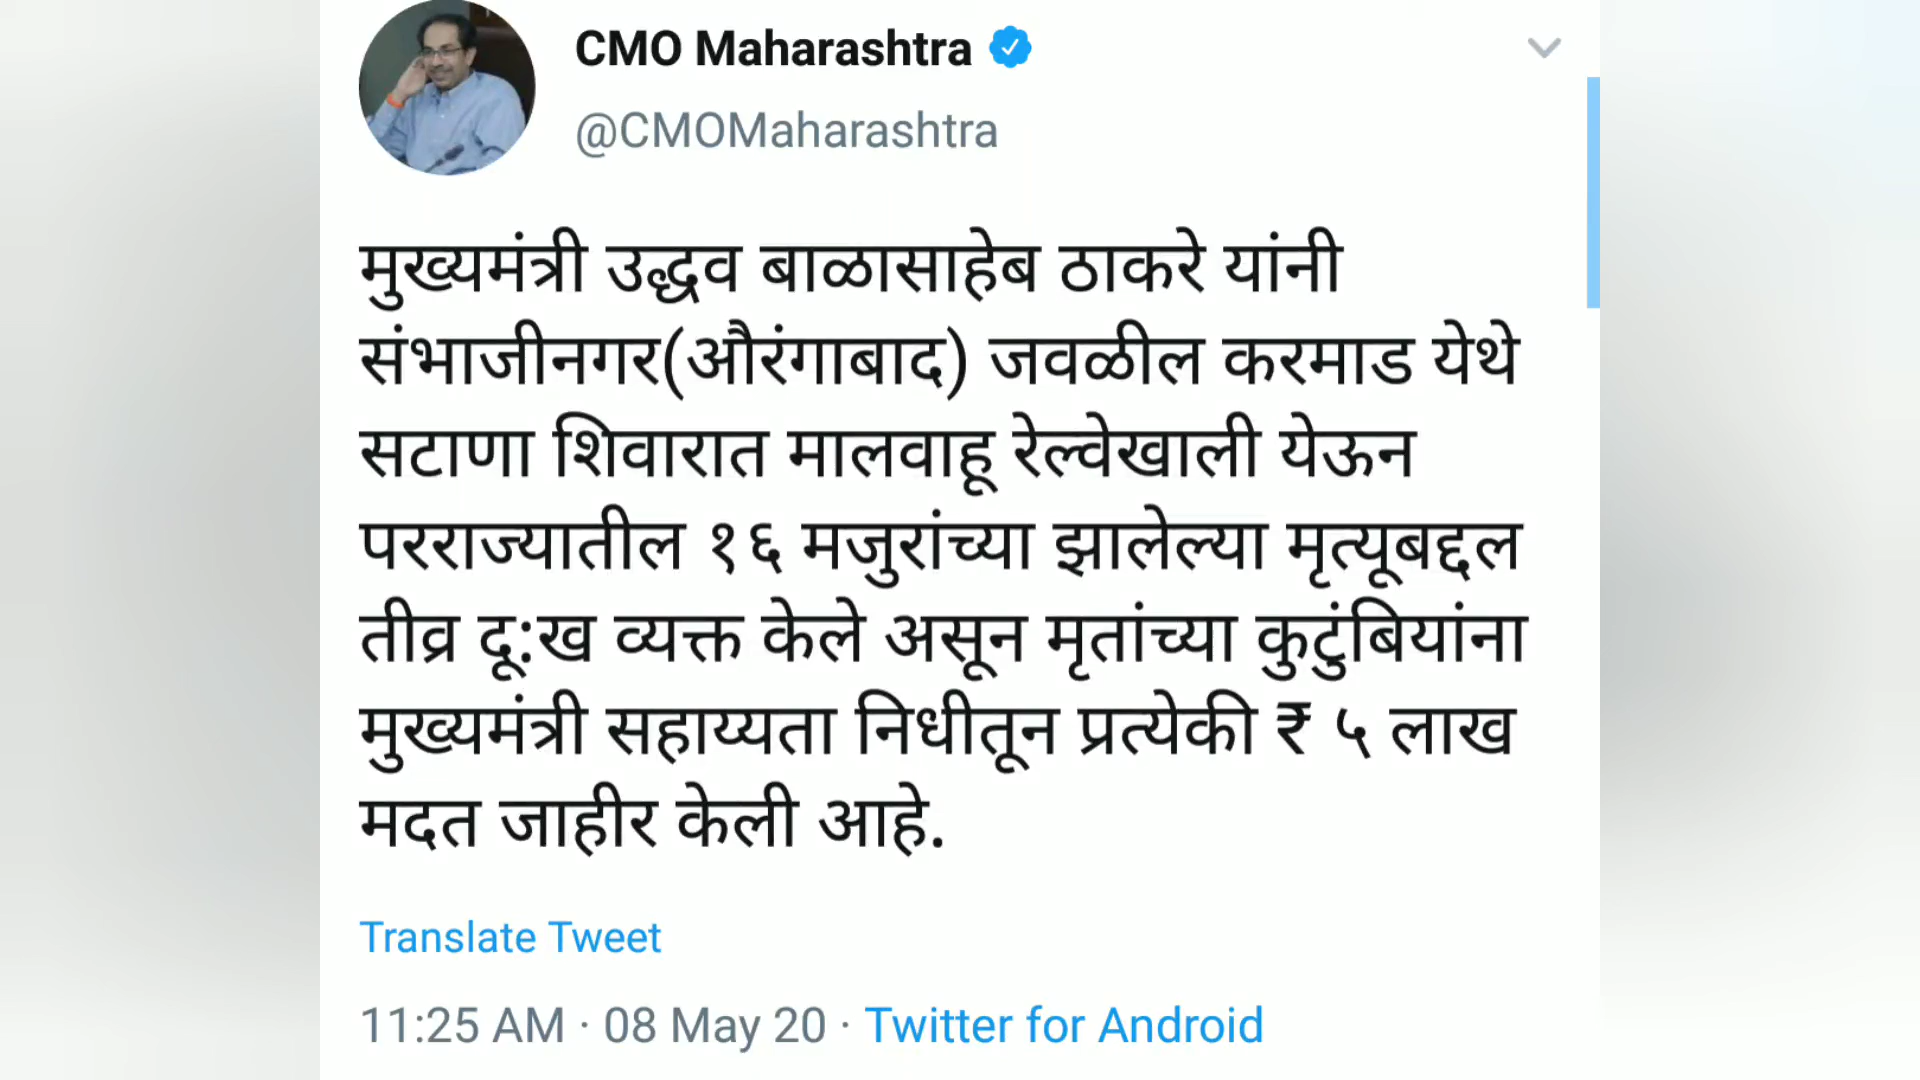 CMO Maharashtra
@CMOMaharashtra
मुख्यमंत्री उद्धव बाळासाहेब ठाकरे यांनी
संभाजीनगर(औरंगाबाद) जवळील करमाड येथे
सटाणा शिवारात मालवाहू रेल्वेखाली येऊन
परराज्यातील १६ मजुरांच्या झालेल्या मृत्यूबद्दल
तीव्र दू:ख व्यक्त केले असून मृतांच्या कुटुंबियांना
मुख्यमंत्री सहाय्यता निधीतून प्रत्येकी ₹ ५ लाख
मदत जाहीर केली आहे.
Translate Tweet
11:25 AM · 08 May 20 · Twitter for Android